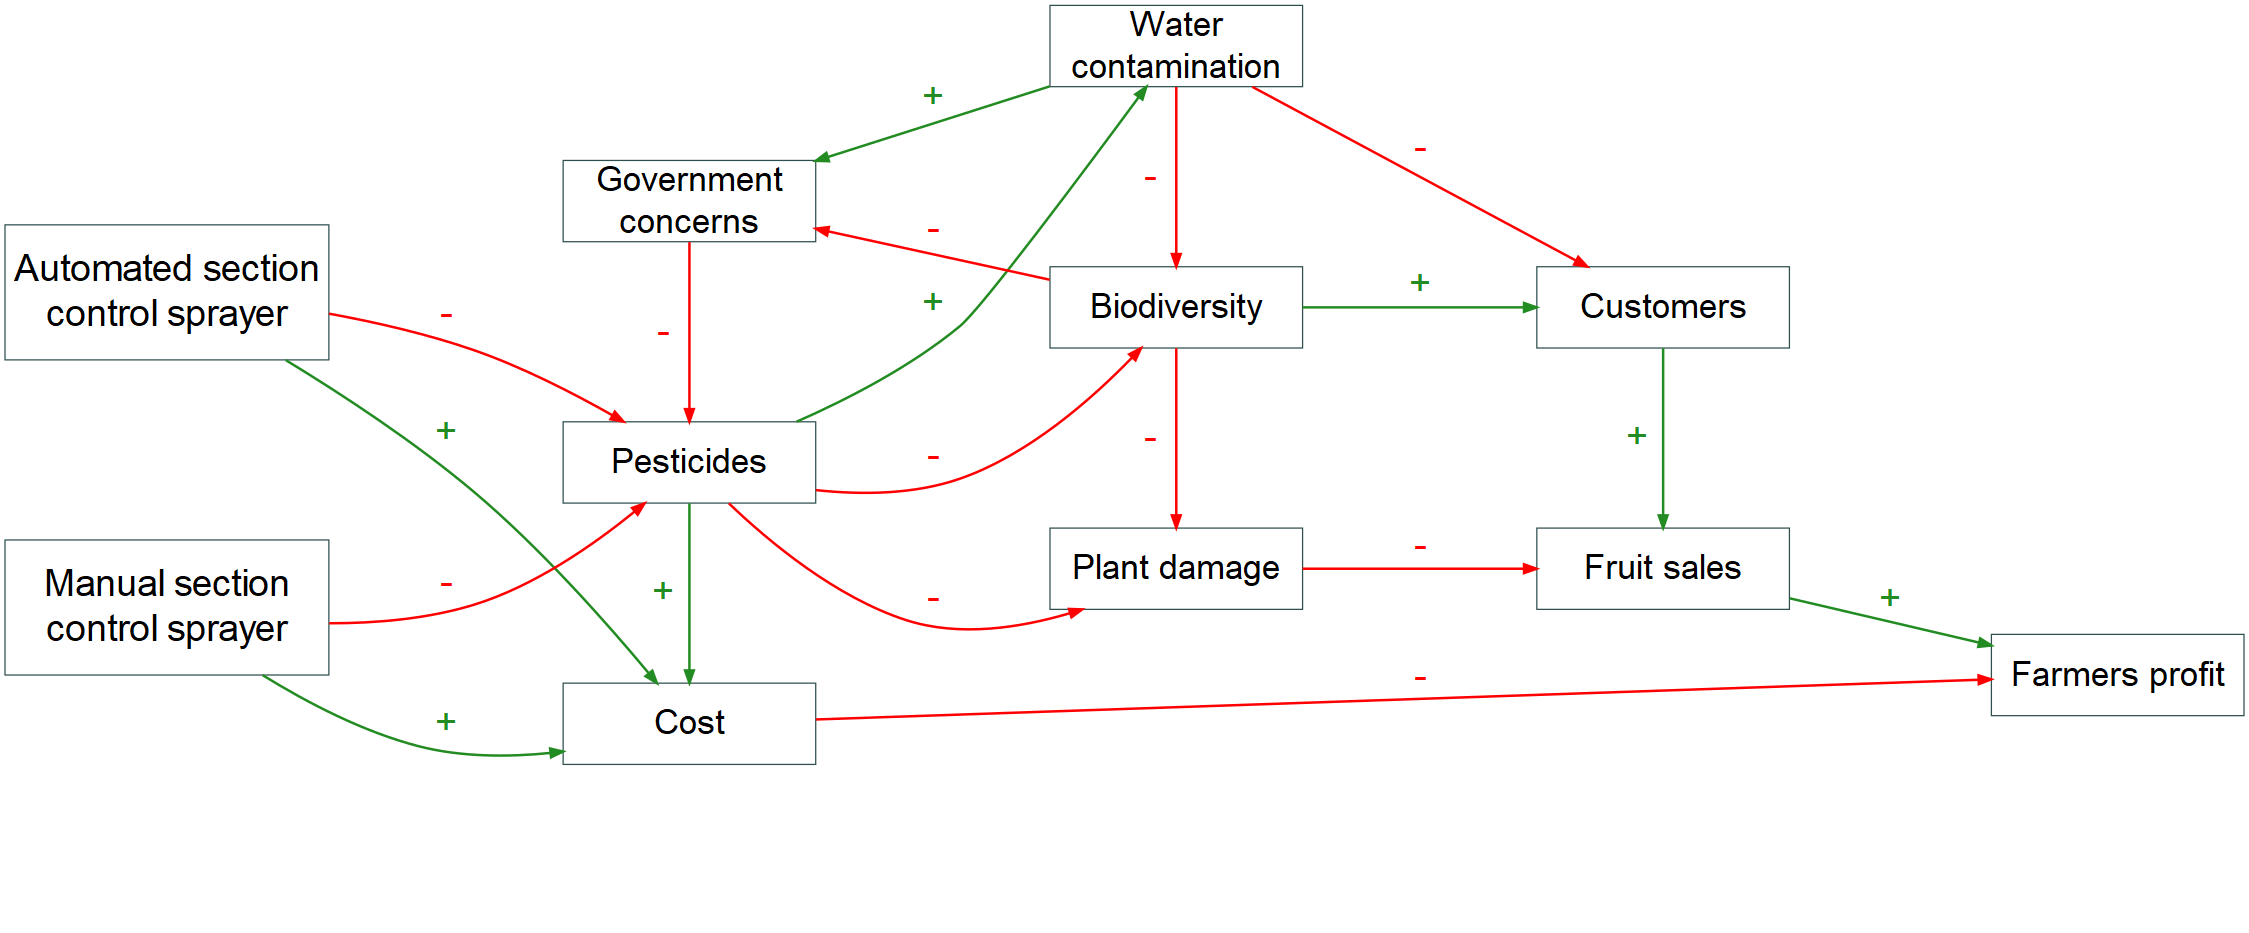 Water
contamination
+
-
Government
concerns
-
-
Automated section
control sprayer
-
+
-
+
Biodiversity
Customers
-
+
Pesticides
-
-
+
Manual section
control sprayer
-
+
-
Plant damage
-
Fruit sales
+
+
Cost
-
Farmers profit